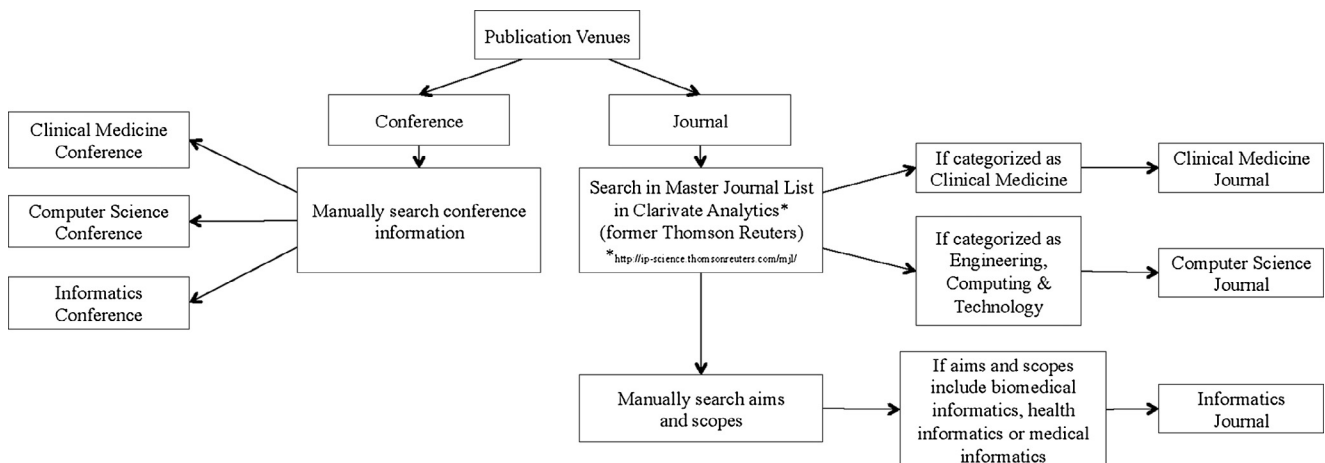 Publication Venues
Conference
Journal
Clinical Medicine
Conference
Computer Science
Conference
Informatics
Conference
Manually search conference
information
Search in Master Journal List
in Clarivate Analytics*
(former Thomson Reuters)
*http://ip-science.thomsonreuters.com/mjl/
If categorized as
Clinical Medicine
Clinical Medicine
Journal
If categorized as
Engineering,
Computing &
Technology
Computer Science
Journal
Manually search aims
and scopes
If aims and scopes
include biomedical
informatics, health
informatics or medical
informatics
Informatics
Journal